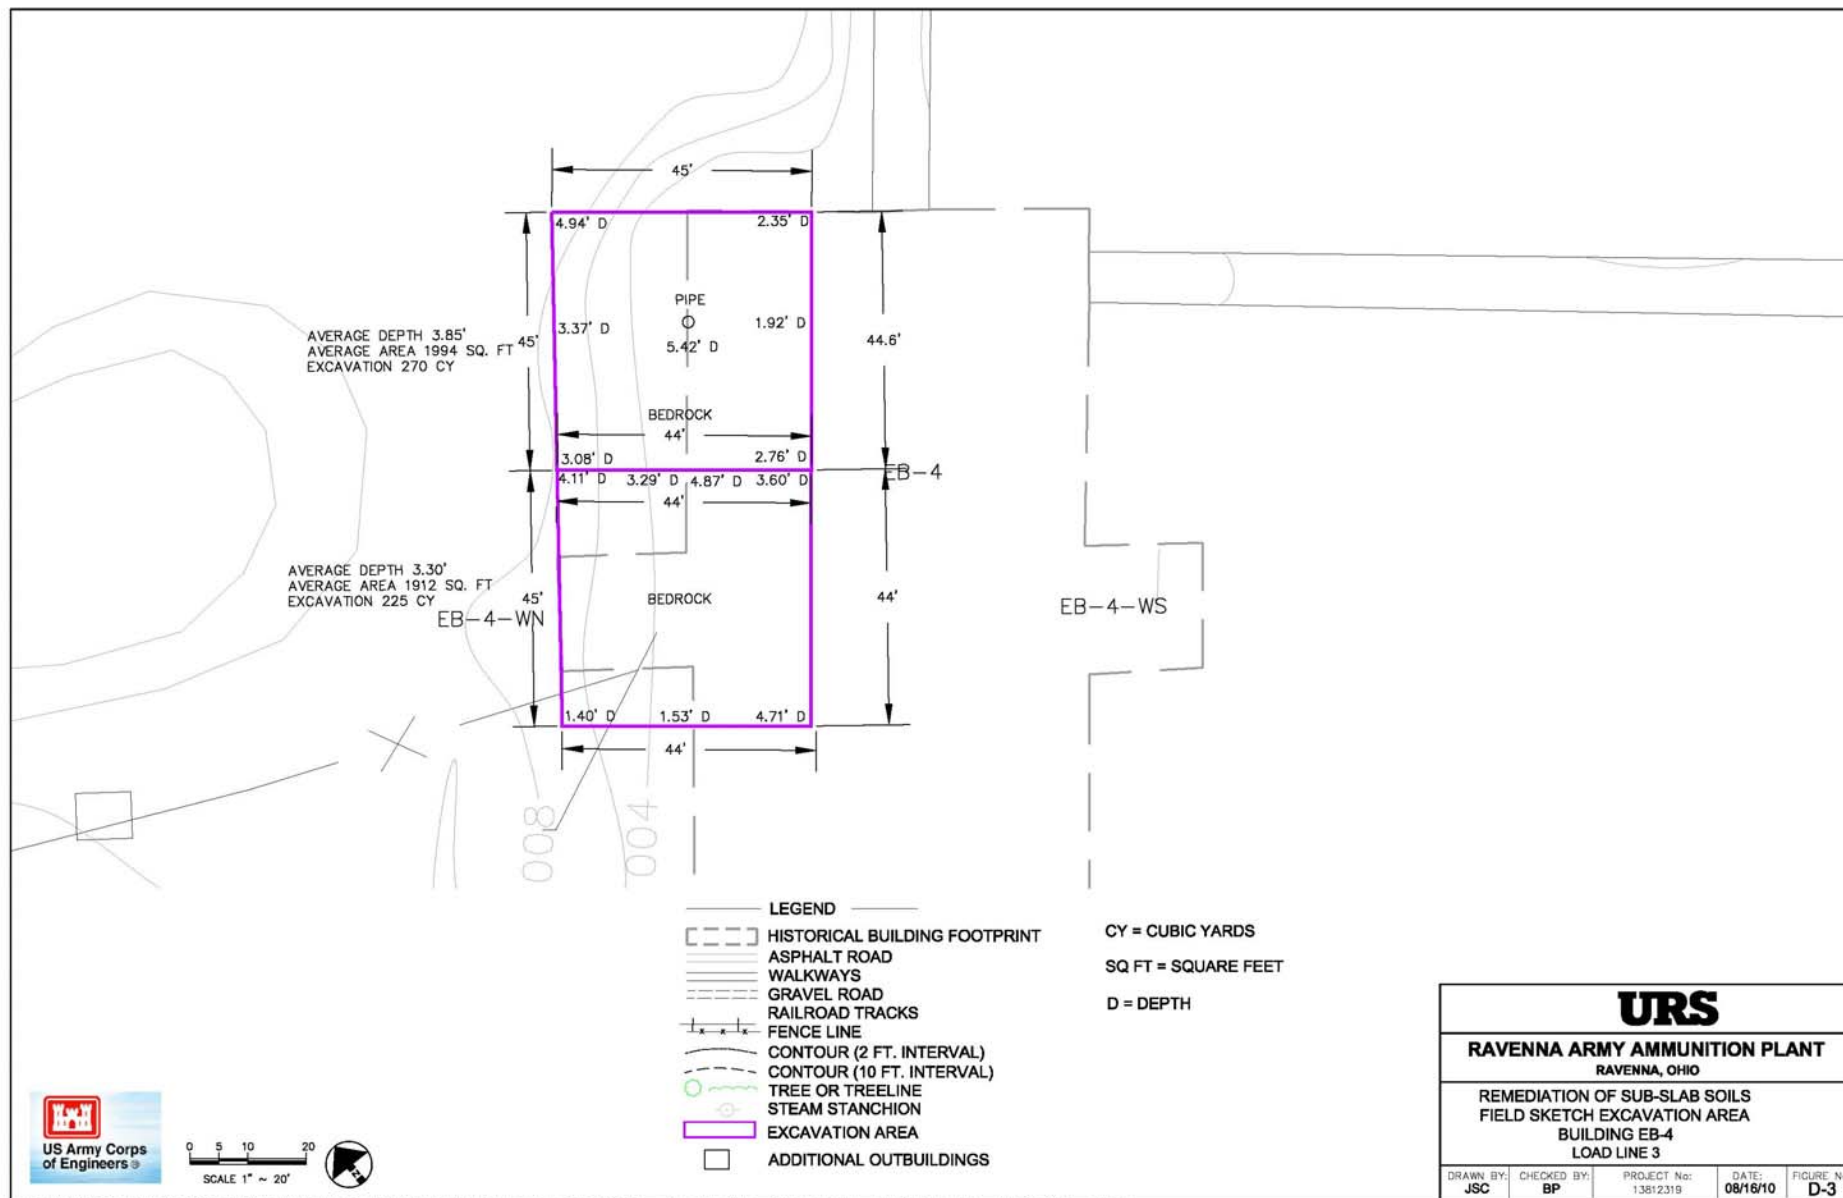 45'
4.94' D
2.35' D
PIPE
3.37' D
1.92' D
5.42' D
45'
44.6'
AVERAGE DEPTH 3.85'
AVERAGE AREA 1994 SQ. FT
EXCAVATION 270 CY
BEDROCK
44'
3.08' D
2.76' D
EB-4
4.11' D
3.29' D
4.87' D
3.60' D
44'
AVERAGE DEPTH 3.30'
AVERAGE AREA 1912 SQ. FT
EXCAVATION 225 CY
45'
BEDROCK
44'
EB-4-WN
EB-4-WS
1.40' D
1.53' D
4.71' D
44'
008
004
LEGEND
HISTORICAL BUILDING FOOTPRINT
ASPHALT ROAD
WALKWAYS
GRAVEL ROAD
RAILROAD TRACKS
FENCE LINE
CONTOUR (2 FT. INTERVAL)
CONTOUR (10 FT. INTERVAL)
TREE OR TREELINE
STEAM STANCHION
EXCAVATION AREA
ADDITIONAL OUTBUILDINGS
CY = CUBIC YARDS
SQ FT = SQUARE FEET
D = DEPTH
US Army Corps
of Engineers ®
0 5 10 20
SCALE 1" ~ 20'
URS
RAVENNA ARMY AMMUNITION PLANT
RAVENNA, OHIO
REMEDIATION OF SUB-SLAB SOILS
FIELD SKETCH EXCAVATION AREA
BUILDING EB-4
LOAD LINE 3
DRAWN BY:
JSC
CHECKED BY:
BP
PROJECT No:
13812319
DATE:
08/16/10
FIGURE
D-3